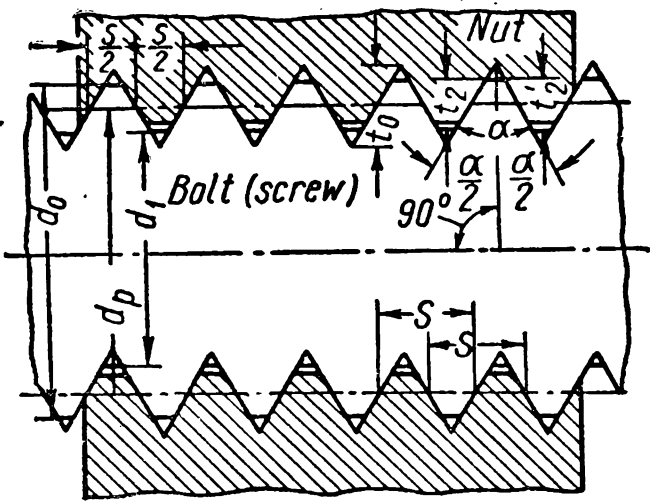 Nut
S/2 S/2
t₂ t₂'
t₀
α
Bolt (screw)
α/2 α/2
d₀
d₁
90°
dₚ
S
S